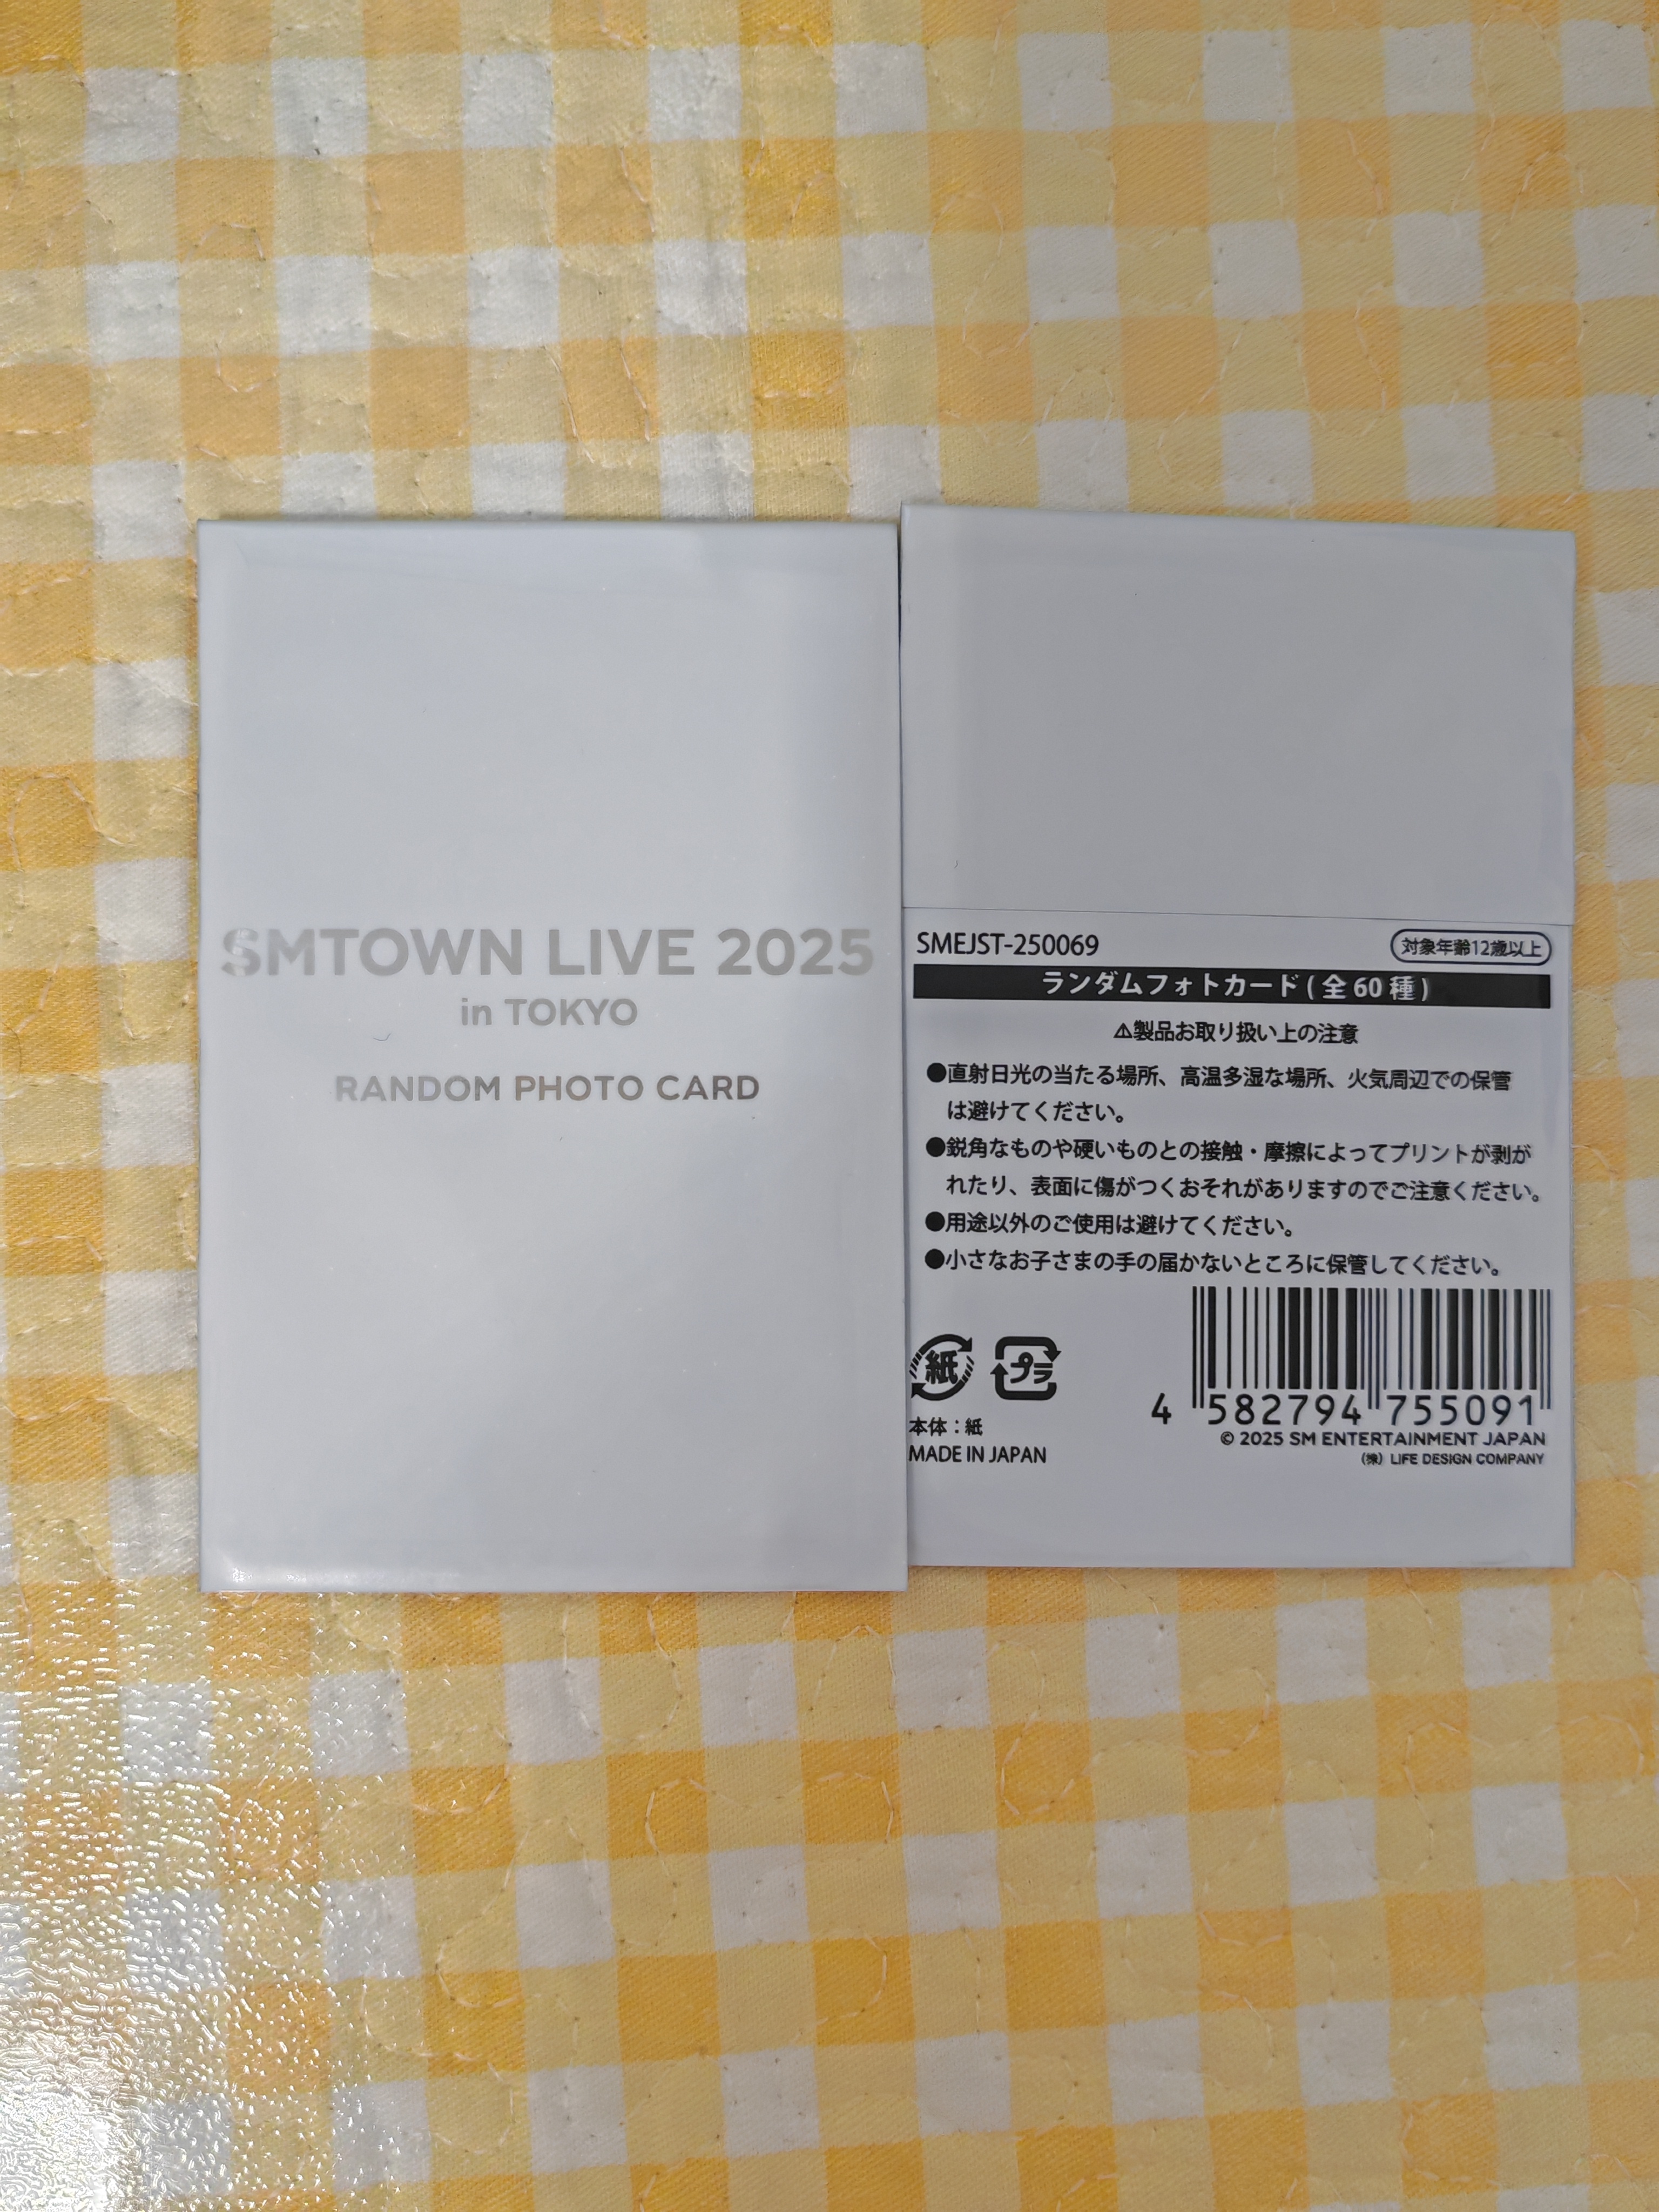 SMTOWN LIVE 2025
in TOKYO
RANDOM PHOTO CARD
SMEJST-250069
対象年齢12歳以上
ランダムフォトカード(全60種)
⚠製品お取り扱い上の注意
●直射日光の当たる場所、高温多湿な場所、火気周辺での保管
は避けてください。
●鋭角なものや硬いものとの接触・摩擦によってプリントが剥が
れたり、表面に傷がつくおそれがありますのでご注意ください。
●用途以外のご使用は避けてください。
●小さなお子さまの手の届かないところに保管してください。
紙
プラ
本体：紙
MADE IN JAPAN
4 582794 755091
© 2025 SM ENTERTAINMENT JAPAN
（株）LIFE DESIGN COMPANY